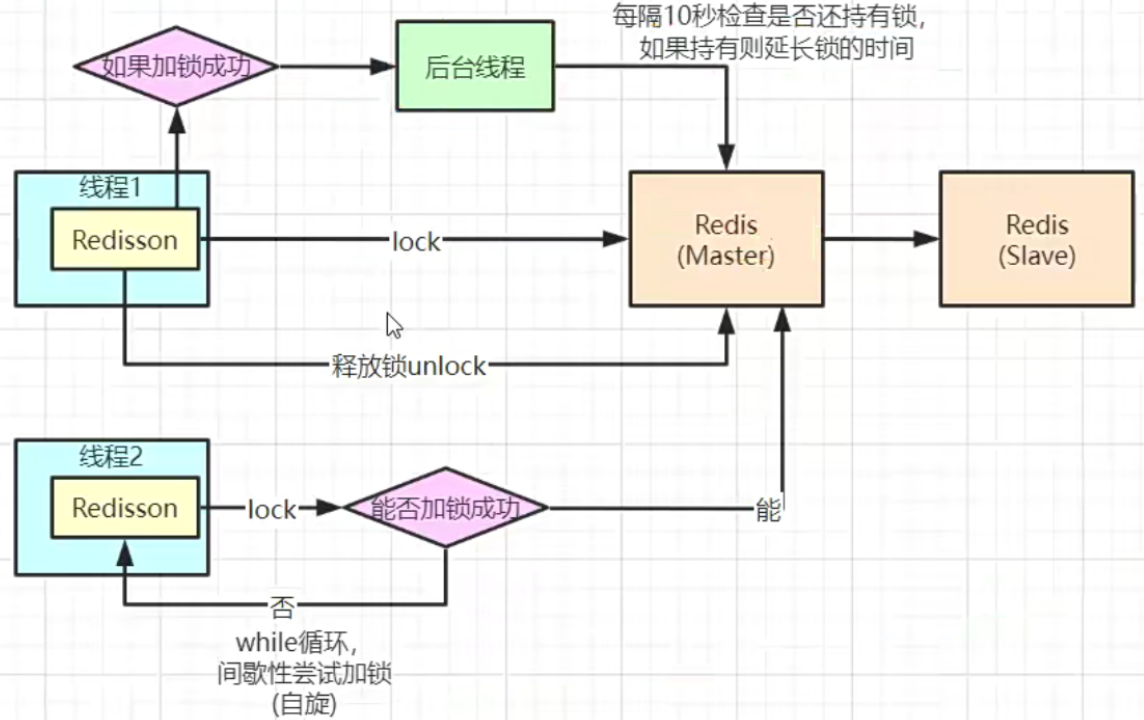 每隔10秒检查是否还持有锁，
如果持有则延长锁的时间
如果加锁成功
后台线程
线程1
Redisson
lock
Redis
(Master)
Redis
(Slave)
释放锁unlock
线程2
Redisson
lock
能否加锁成功
能
否
while循环，
间歇性尝试加锁
(自旋)